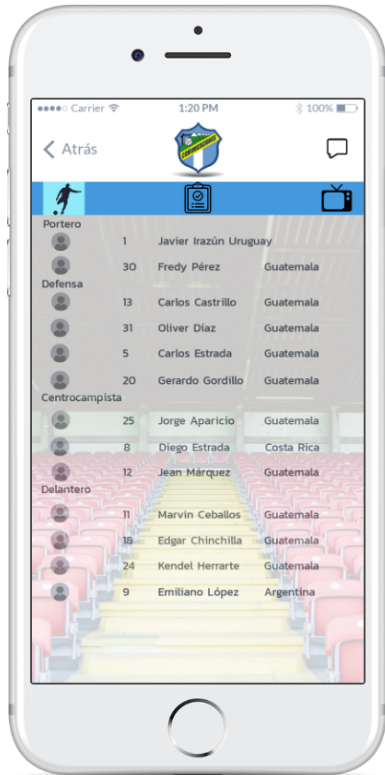 Carrier 1:20 PM 100%
Atrás
COMUNICACIONES
Portero
1 Javier Irazún Uruguay
30 Fredy Pérez Guatemala
Defensa
13 Carlos Castrillo Guatemala
31 Oliver Díaz Guatemala
5 Carlos Estrada Guatemala
20 Gerardo Gordillo Guatemala
Centrocampista
25 Jorge Aparicio Guatemala
8 Diego Estrada Costa Rica
12 Jean Márquez Guatemala
Delantero
11 Marvin Ceballos Guatemala
18 Edgar Chinchilla Guatemala
24 Kendel Herrarte Guatemala
9 Emiliano López Argentina